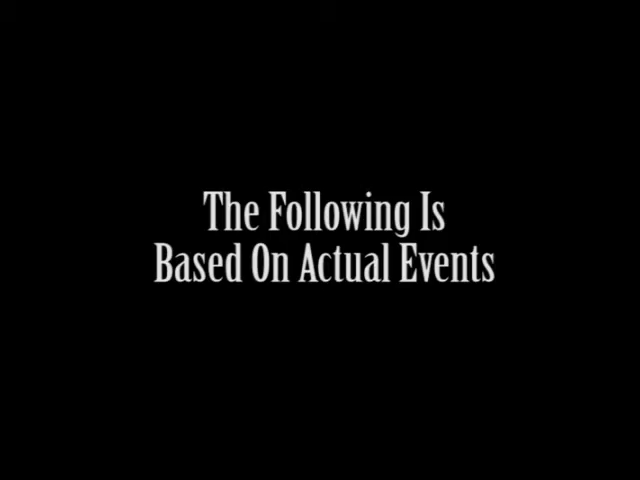 The Following Is
Based On Actual Events